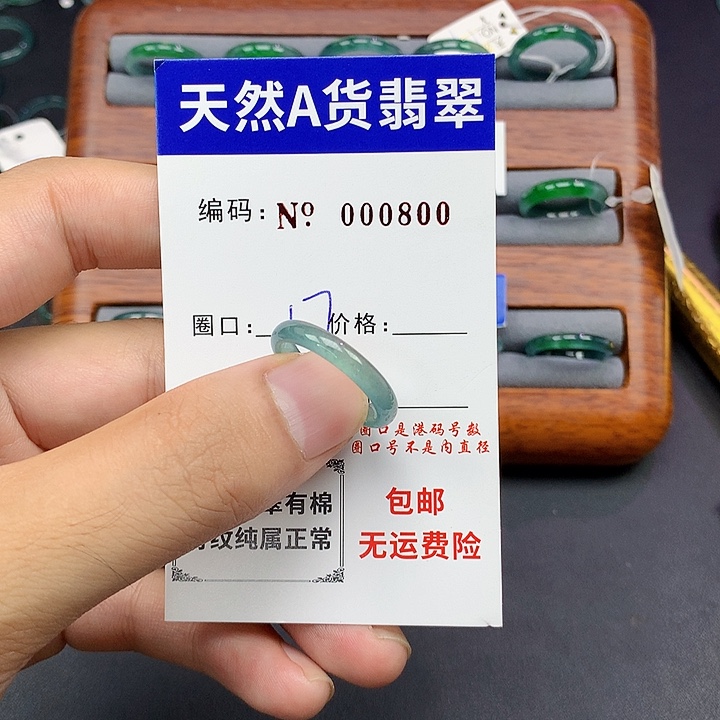 天然A货翡翠
编码:Nº 000800
圈口: 17 价格:
圈口是港码号数
圈口号不是内直径
有棉
纹纯属正常
包邮
无运费险